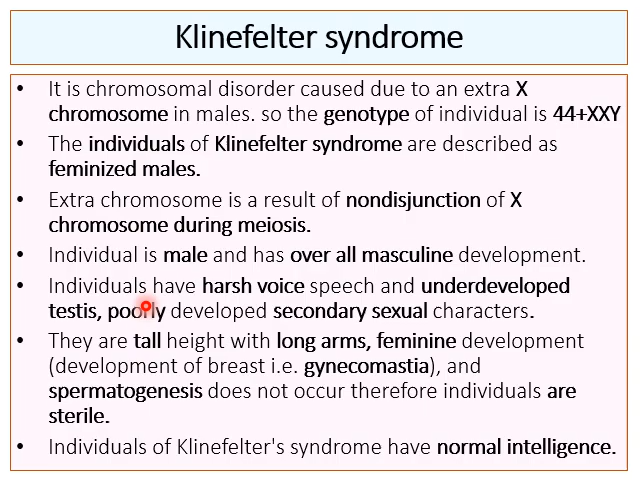 Klinefelter syndrome
• It is chromosomal disorder caused due to an extra X
chromosome in males. so the genotype of individual is 44+XXY
• The individuals of Klinefelter syndrome are described as
feminized males.
• Extra chromosome is a result of nondisjunction of X
chromosome during meiosis.
• Individual is male and has over all masculine development.
• Individuals have harsh voice speech and underdeveloped
testis, poorly developed secondary sexual characters.
• They are tall height with long arms, feminine development
(development of breast i.e. gynecomastia), and
spermatogenesis does not occur therefore individuals are
sterile.
• Individuals of Klinefelter's syndrome have normal intelligence.